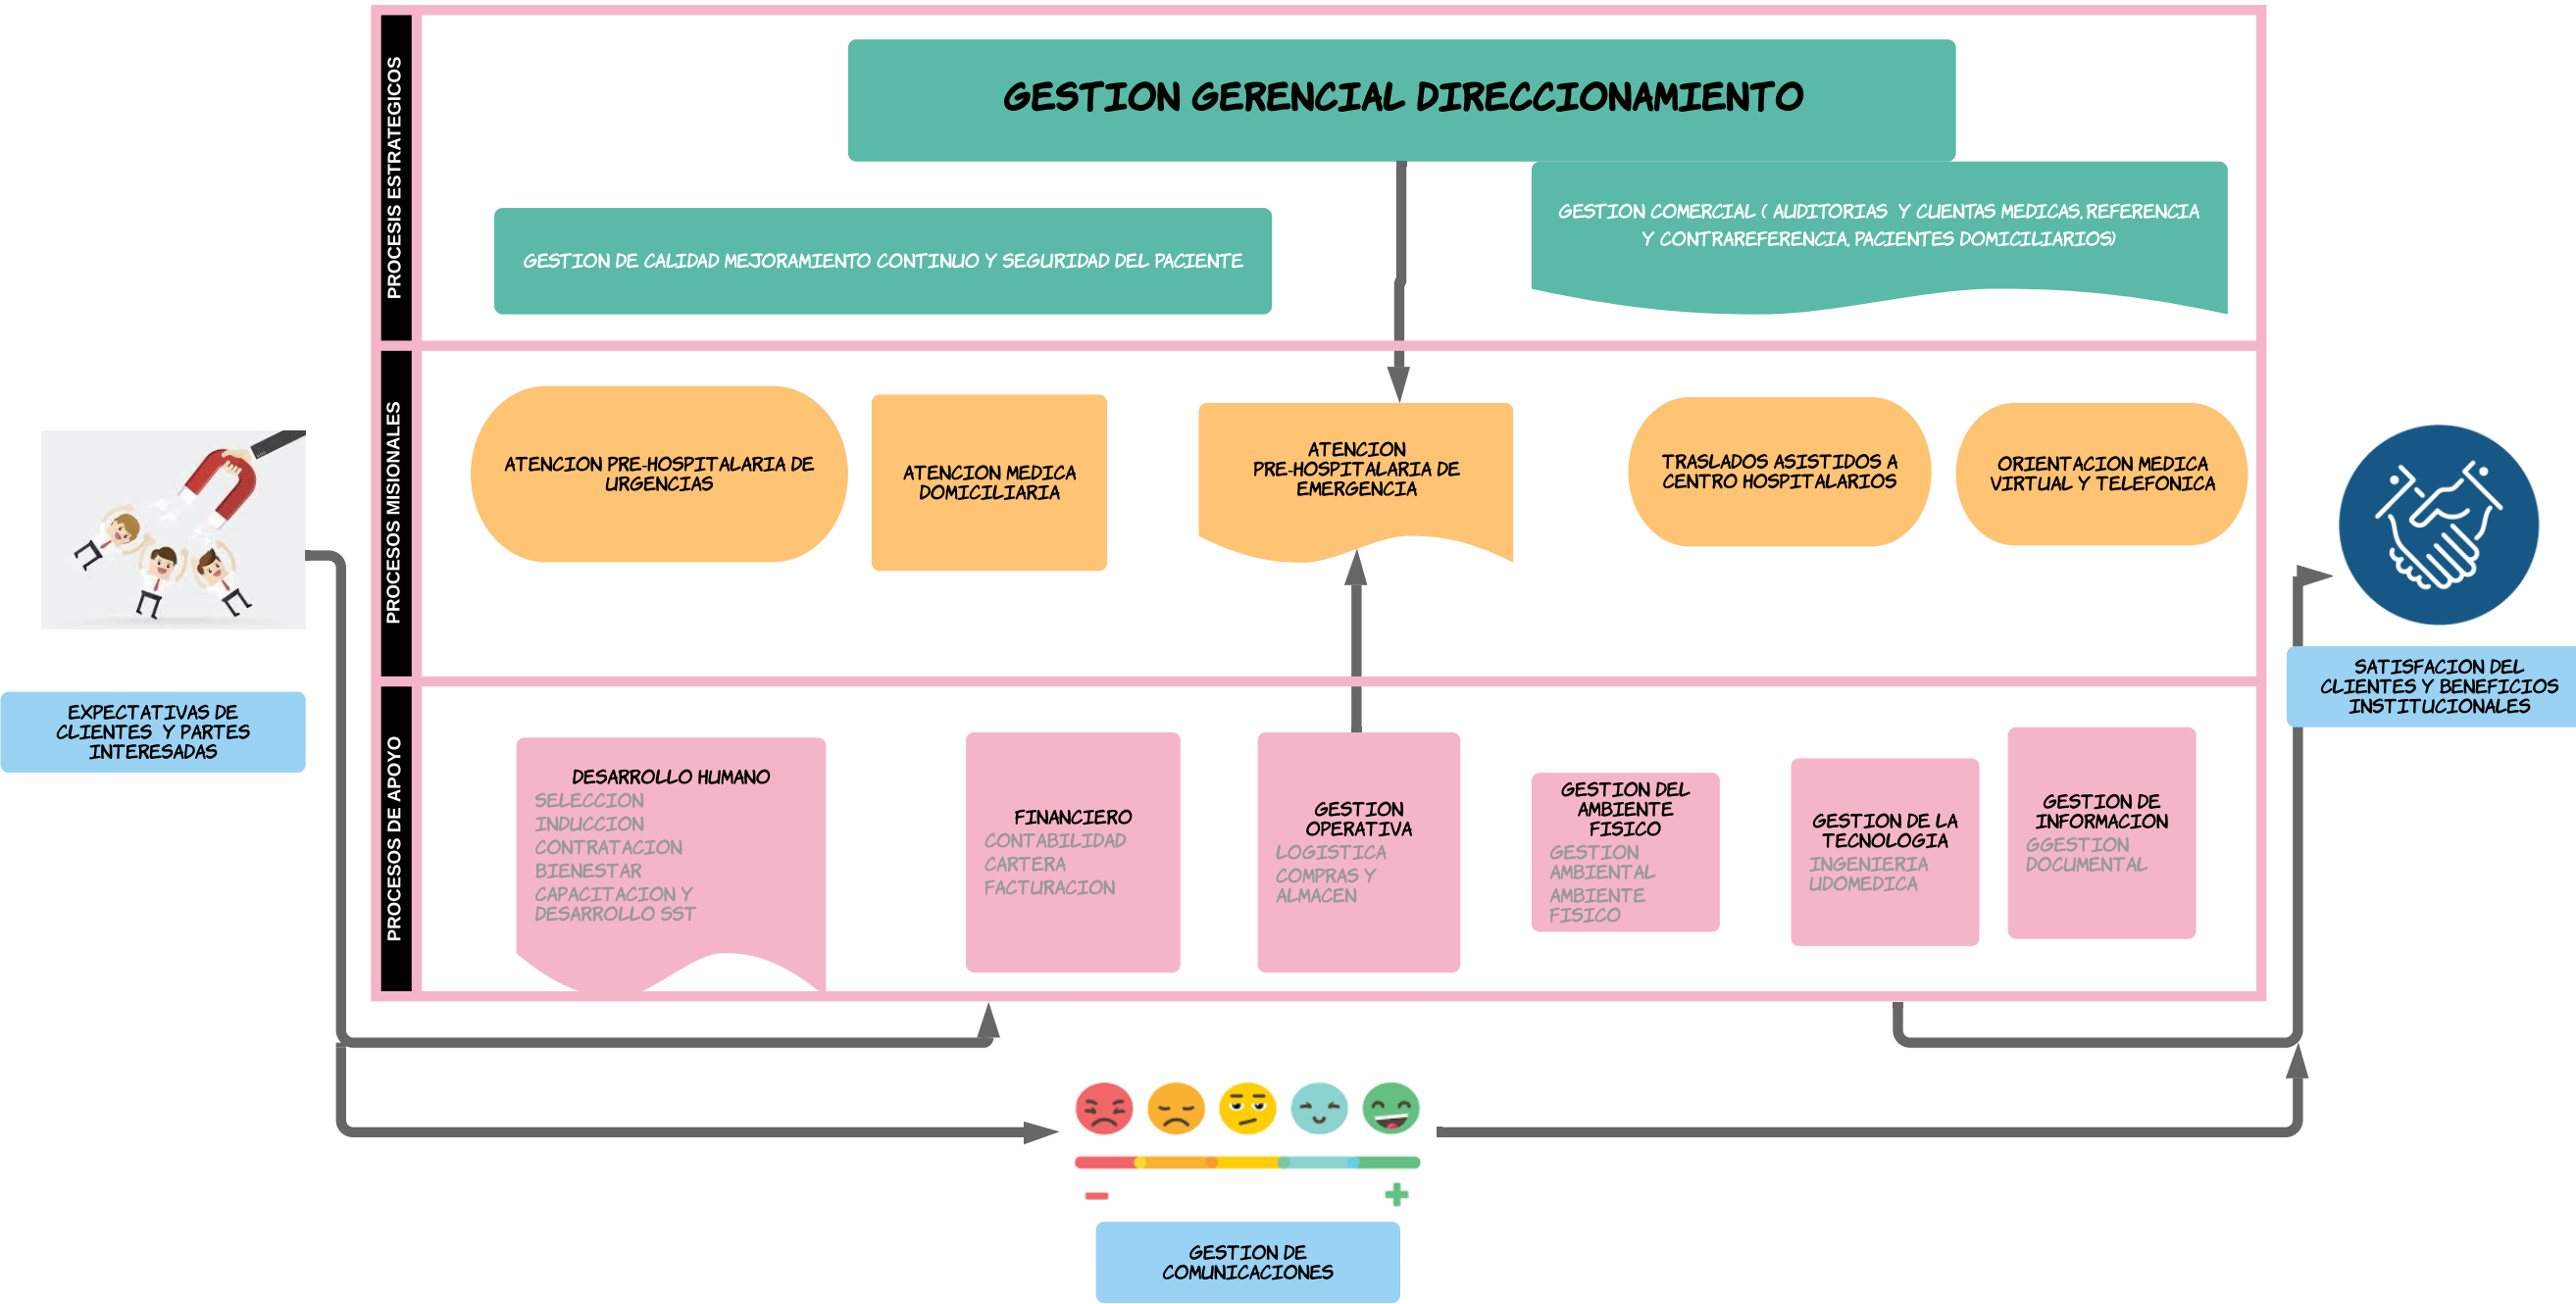 PROCESIS ESTRATEGICOS
GESTION GERENCIAL DIRECCIONAMIENTO
GESTION DE CALIDAD MEJORAMIENTO CONTINUO Y SEGURIDAD DEL PACIENTE
GESTION COMERCIAL ( AUDITORIAS Y CUENTAS MEDICAS, REFERENCIA
Y CONTRAREFERENCIA, PACIENTES DOMICILIARIOS)
PROCESOS MISIONALES
ATENCION PRE-HOSPITALARIA DE
URGENCIAS
ATENCION MEDICA
DOMICILIARIA
ATENCION
PRE-HOSPITALARIA DE
EMERGENCIA
TRASLADOS ASISTIDOS A
CENTRO HOSPITALARIOS
ORIENTACION MEDICA
VIRTUAL Y TELEFONICA
EXPECTATIVAS DE
CLIENTES Y PARTES
INTERESADAS
SATISFACION DEL
CLIENTES Y BENEFICIOS
INSTITUCIONALES
PROCESOS DE APOYO
DESARROLLO HUMANO
SELECCION
INDUCCION
CONTRATACION
BIENESTAR
CAPACITACION Y
DESARROLLO SST
FINANCIERO
CONTABILIDAD
CARTERA
FACTURACION
GESTION
OPERATIVA
LOGISTICA
COMPRAS Y
ALMACEN
GESTION DEL
AMBIENTE
FISICO
GESTION
AMBIENTAL
AMBIENTE
FISICO
GESTION DE LA
TECNOLOGIA
INGENIERIA
UDOMEDICA
GESTION DE
INFORMACION
GGESTION
DOCUMENTAL
GESTION DE
COMUNICACIONES